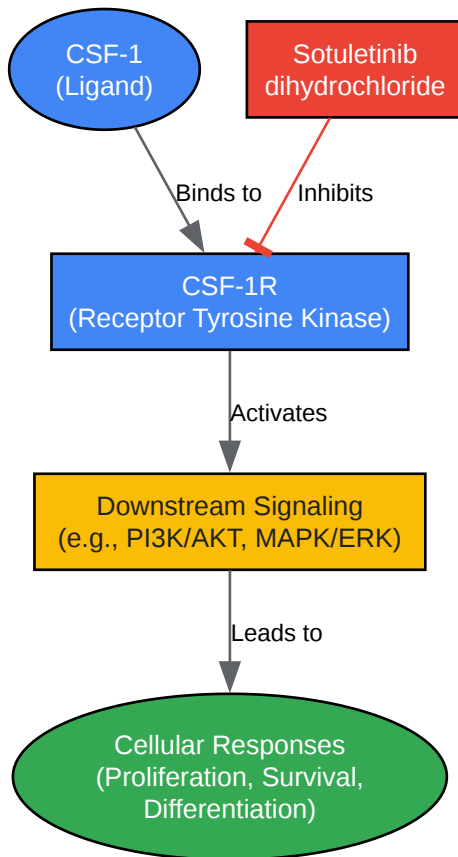 CSF-1
(Ligand)
Sotuletinib
dihydrochloride
Binds to
Inhibits
CSF-1R
(Receptor Tyrosine Kinase)
Activates
Downstream Signaling
(e.g., PI3K/AKT, MAPK/ERK)
Leads to
Cellular Responses
(Proliferation, Survival,
Differentiation)